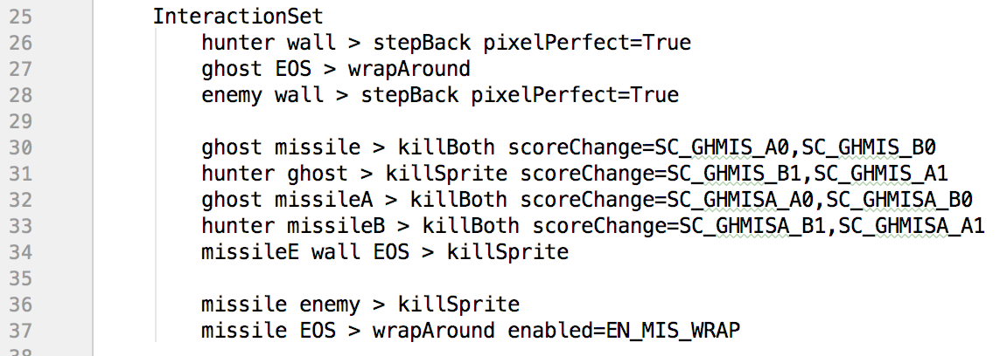 25 InteractionSet
26 hunter wall > stepBack pixelPerfect=True
27 ghost EOS > wrapAround
28 enemy wall > stepBack pixelPerfect=True
29
30 ghost missile > killBoth scoreChange=SC_GHMIS_A0,SC_GHMIS_B0
31 hunter ghost > killSprite scoreChange=SC_GHMIS_B1,SC_GHMIS_A1
32 ghost missileA > killBoth scoreChange=SC_GHMISA_A0,SC_GHMISA_B0
33 hunter missileB > killBoth scoreChange=SC_GHMISA_B1,SC_GHMISA_A1
34 missileE wall EOS > killSprite
35
36 missile enemy > killSprite
37 missile EOS > wrapAround enabled=EN_MIS_WRAP
38